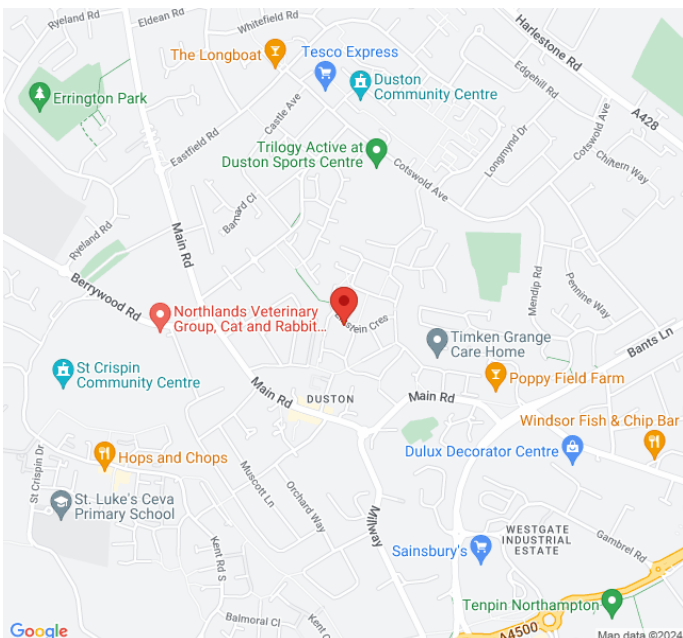 Ryeland Rd
Eldean Rd
Whitefield Rd
Harlestone Rd
The Longboat
Tesco Express
Edgehill Rd
Errington Park
Duston
Community Centre
Castle Ave
Cotswold Ave
A428
Eastfield Rd
Trilogy Active at
Duston Sports Centre
Longmynd Dr
Chiltern Way
Cotswold Ave
Barnard Cl
Ryeland Rd
Main Rd
Berrywood Rd
Mendip Rd
Pennine Way
Northlands Veterinary
Group, Cat and Rabbit...
Cres
Timken Grange
Care Home
Bants Ln
St Crispin
Community Centre
Main Rd
DUSTON
Main Rd
Poppy Field Farm
Windsor Fish & Chip Bar
Dulux Decorator Centre
Hops and Chops
St Crispin Dr
Muscott Ln
Orchard Way
Millway
St. Luke's Ceva
Primary School
WESTGATE
INDUSTRIAL
ESTATE
Gambrel Rd
Sainsbury's
Kent Rd S
Tenpin Northampton
Balmoral Cl
Kent
A4500
Google
Map data ©2024